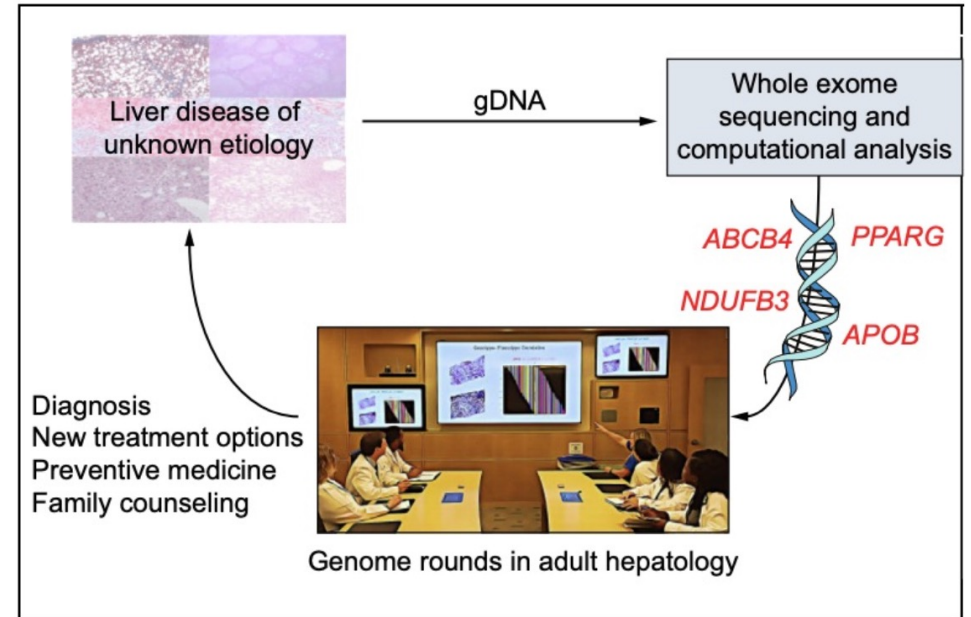 Liver disease of
unknown etiology
gDNA
Whole exome
sequencing and
computational analysis
ABCB4
PPARG
NDUFB3
APOB
Diagnosis
New treatment options
Preventive medicine
Family counseling
Genome rounds in adult hepatology